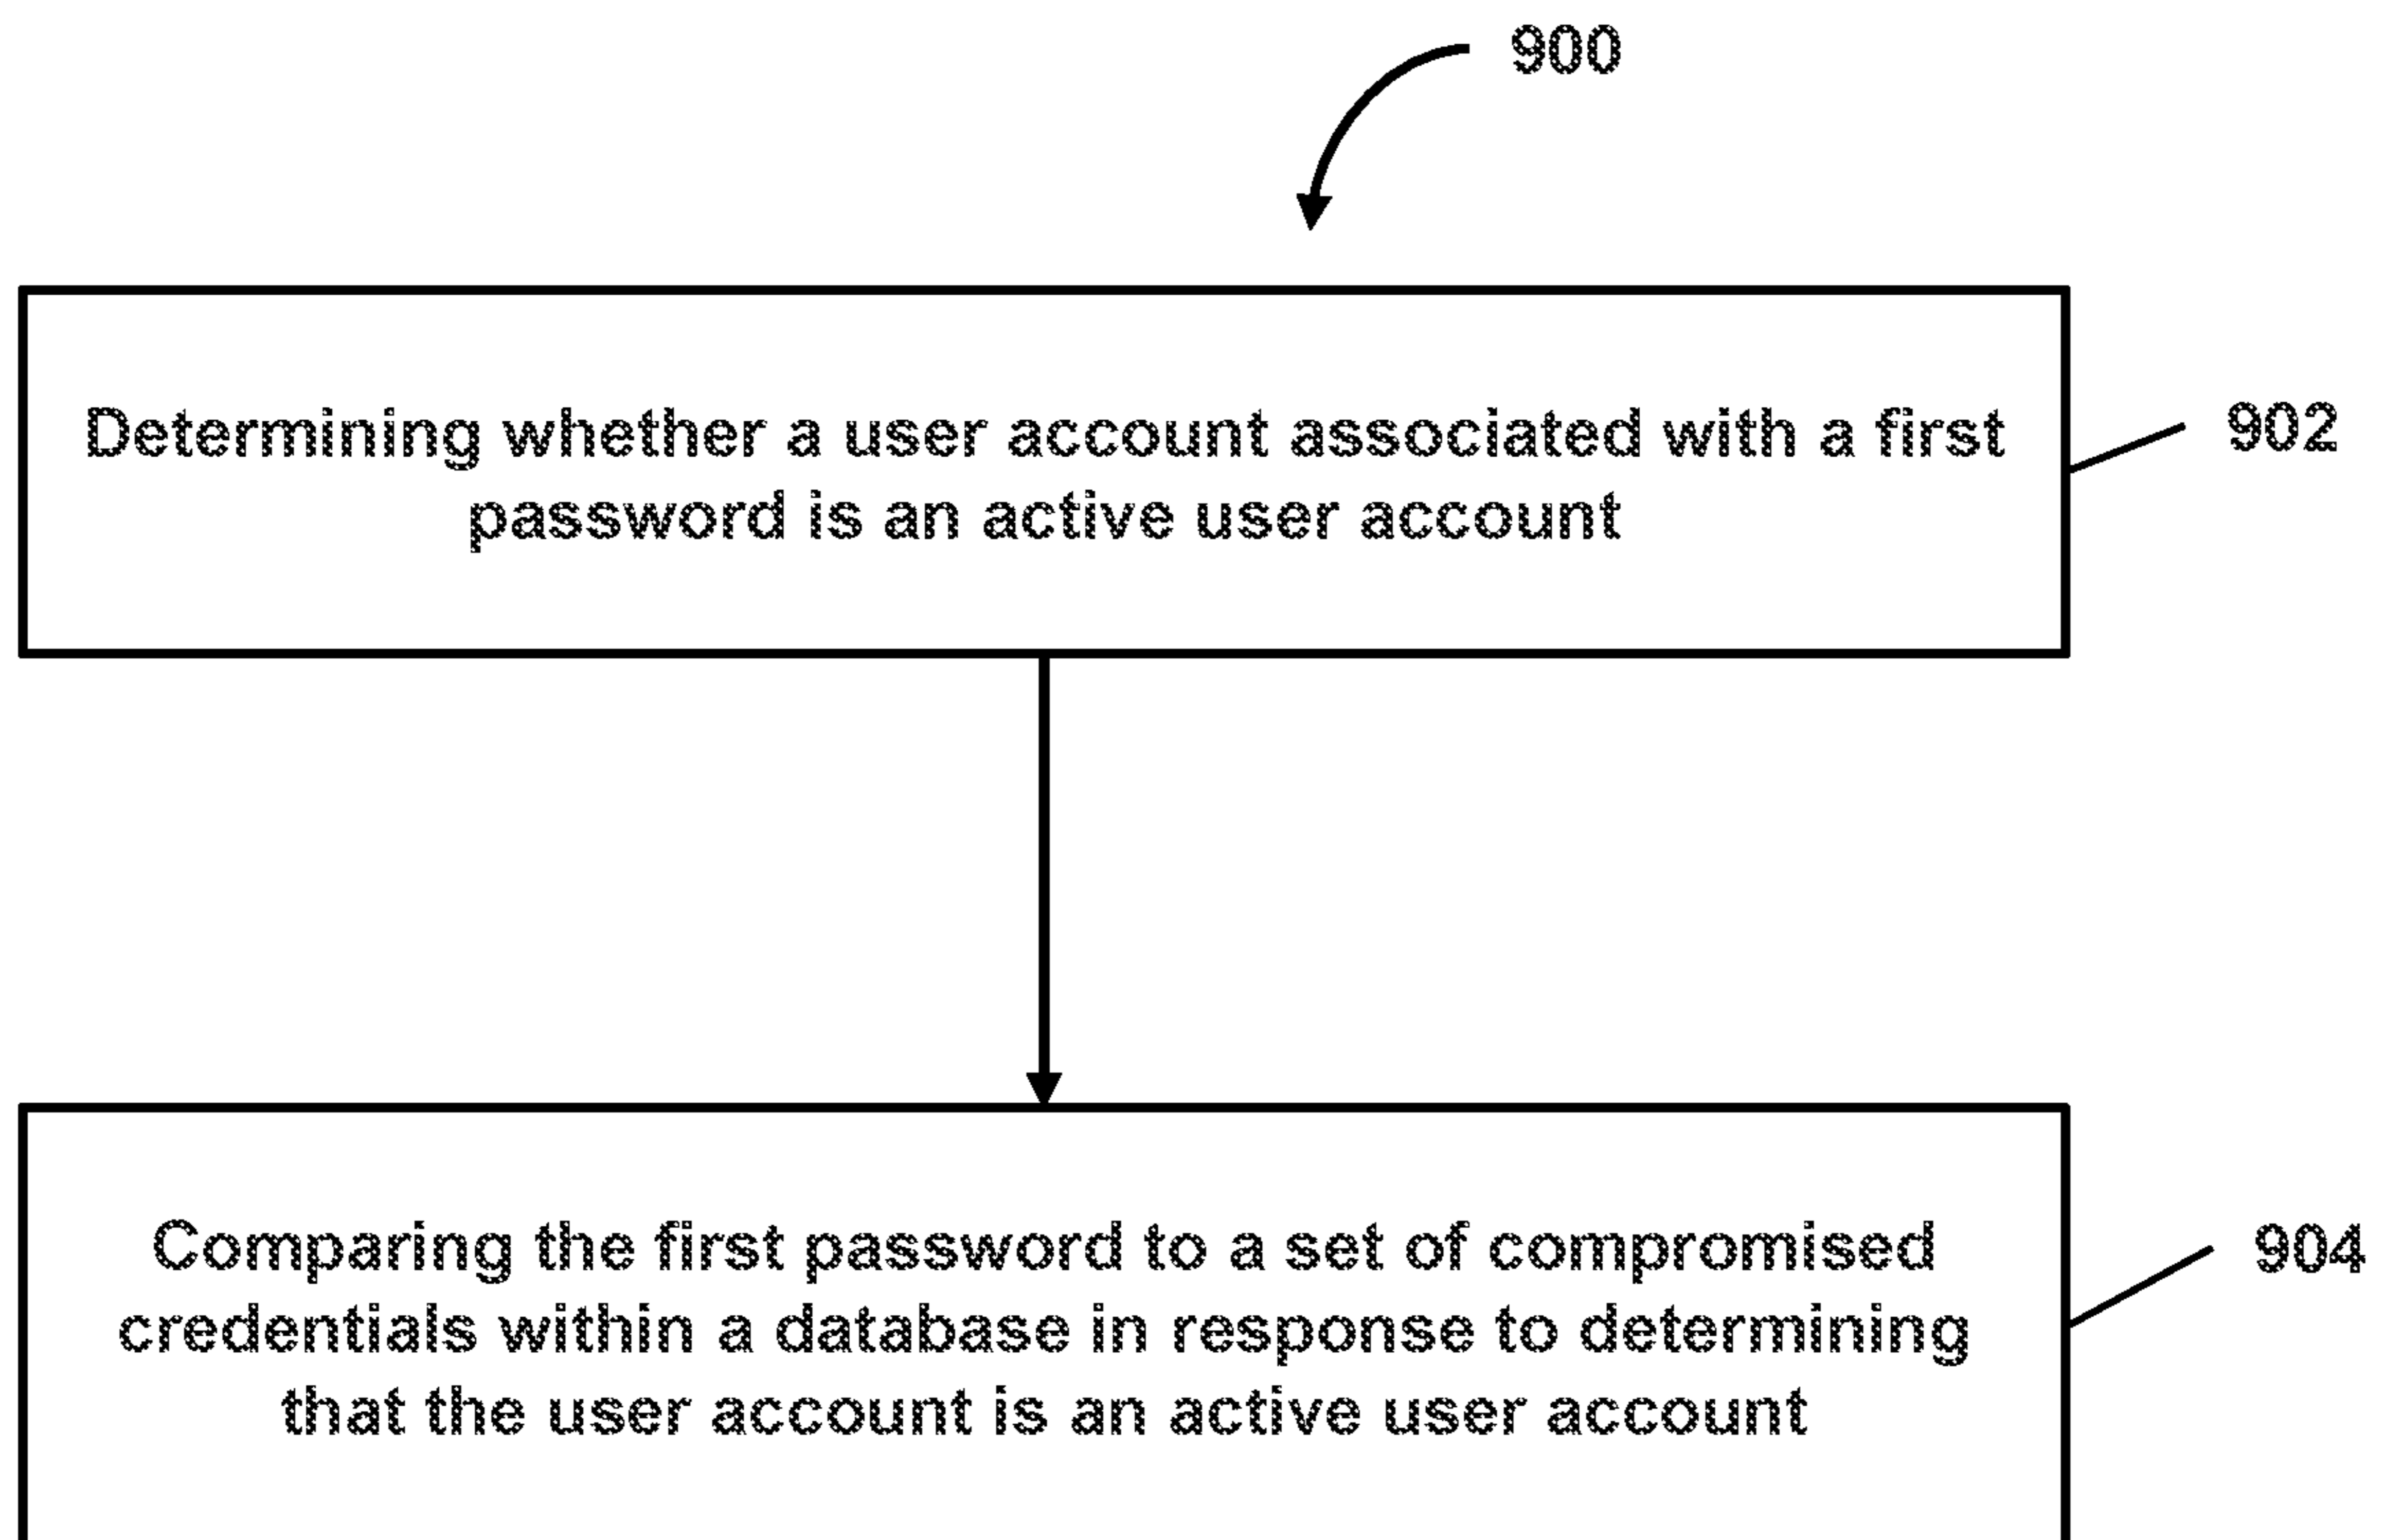 900
Determining whether a user account associated with a first
password is an active user account
902
Comparing the first password to a set of compromised
credentials within a database in response to determining
that the user account is an active user account
904